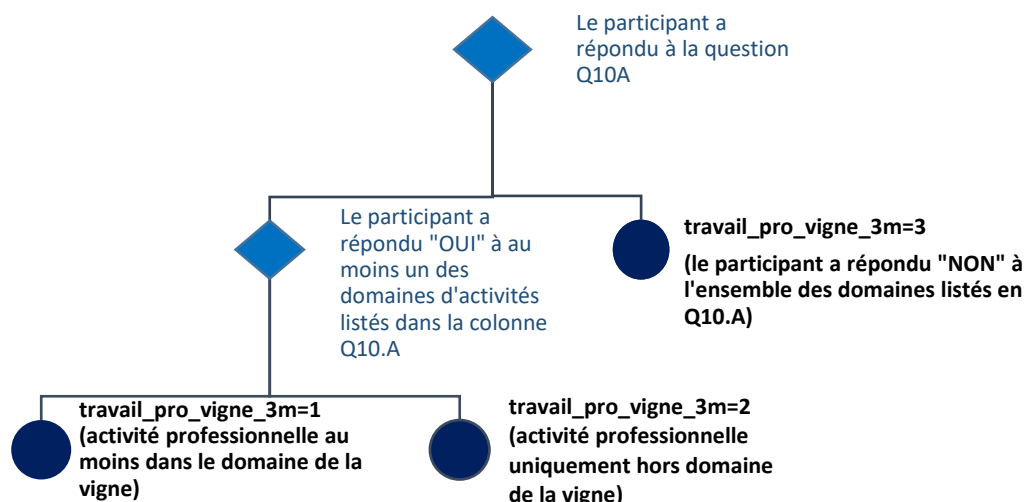 Le participant a
répondu à la question
Q10A
Le participant a
répondu "OUI" à au
moins un des
domaines d'activités
listés dans la colonne
Q10.A
travail_pro_vigne_3m=3
(le participant a répondu "NON" à
l'ensemble des domaines listés en
Q10.A)
travail_pro_vigne_3m=1
(activité professionnelle au
moins dans le domaine de la
vigne)
travail_pro_vigne_3m=2
(activité professionnelle
uniquement hors domaine
de la vigne)